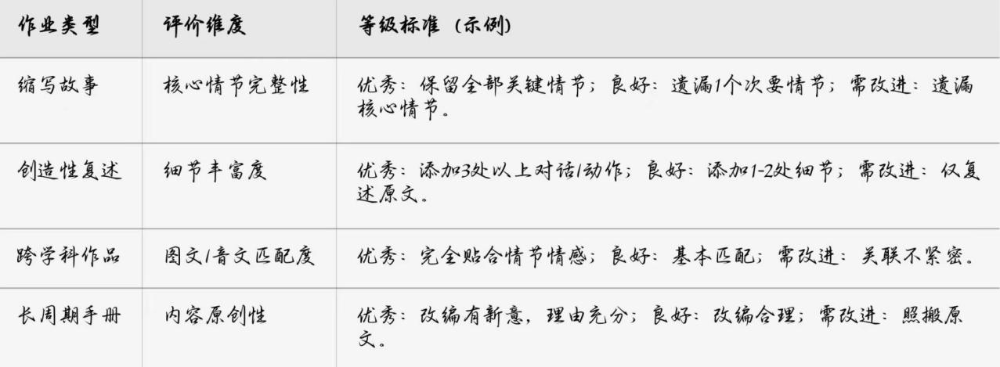 作业类型 评价维度 等级标准（示例)
缩写故事 核心情节完整性 优秀：保留全部关键情节；良好：遗漏1个次要情节；需改进：遗漏
核心情节。
创造性复述 细节丰富度 优秀：添加3处以上对话/动作；良好：添加1-2处细节；需改进：仅复
述原文。
跨学科作品 图文/音文匹配度 优秀：完全贴合情节情感；良好：基本匹配；需改进：关联不紧密。
长周期手册 内容原创性 优秀：改编有新意，理由充分；良好：改编合理；需改进：照搬原
文。